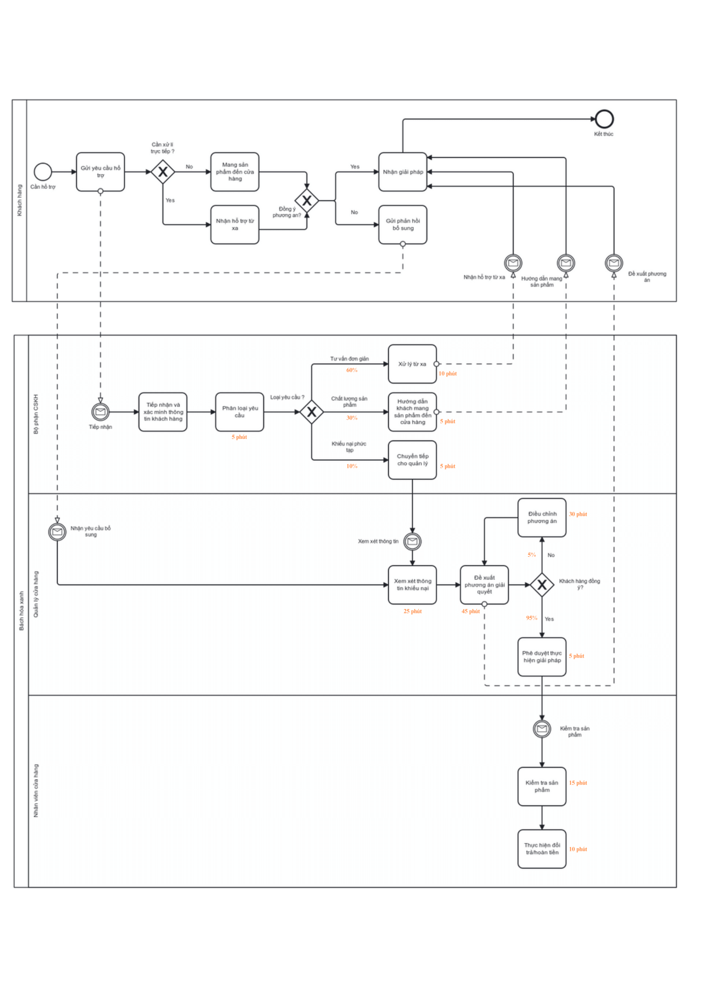 Khách hàng
Cần hỗ trợ
Gửi yêu cầu hỗ
trợ
Cần xử lí
trực tiếp ?
No
Yes
Mang sản
phẩm đến cửa
hàng
Nhận hỗ trợ từ
xa
Đồng ý
phương an?
Yes
No
Nhận giải pháp
Gửi phản hồi
bổ sung
Kết thúc
Nhận hỗ trợ từ xa
Hướng dẫn mang
sản phẩm
Đề xuất phương
án
Bách hóa xanh
Bộ phận CSKH
Tiếp nhận
Tiếp nhận và
xác minh thông
tin khách hàng
Phân loại yêu
cầu
5 phút
Loại yêu cầu ?
Tư vấn đơn giản
60%
Xử lý từ xa
10 phút
Chất lượng sản
phẩm
30%
Hướng dẫn
khách mang
sản phẩm đến
cửa hàng
5 phút
Khiếu nại phức
tạp
10%
Chuyển tiếp
cho quản lý
5 phút
Quản lý cửa hàng
Nhận yêu cầu bổ
sung
Xem xét thông tin
Xem xét thông
tin khiếu nại
25 phút
Đề xuất
phương án giải
quyết
45 phút
Điều chỉnh
phương án
30 phút
5%
No
Khách hàng đồng
ý?
95%
Yes
Phê duyệt thực
hiện giải pháp
5 phút
Nhân viên cửa hàng
Kiểm tra sản
phẩm
Kiểm tra sản
phẩm
15 phút
Thực hiện đổi
trả/hoàn tiền
10 phút